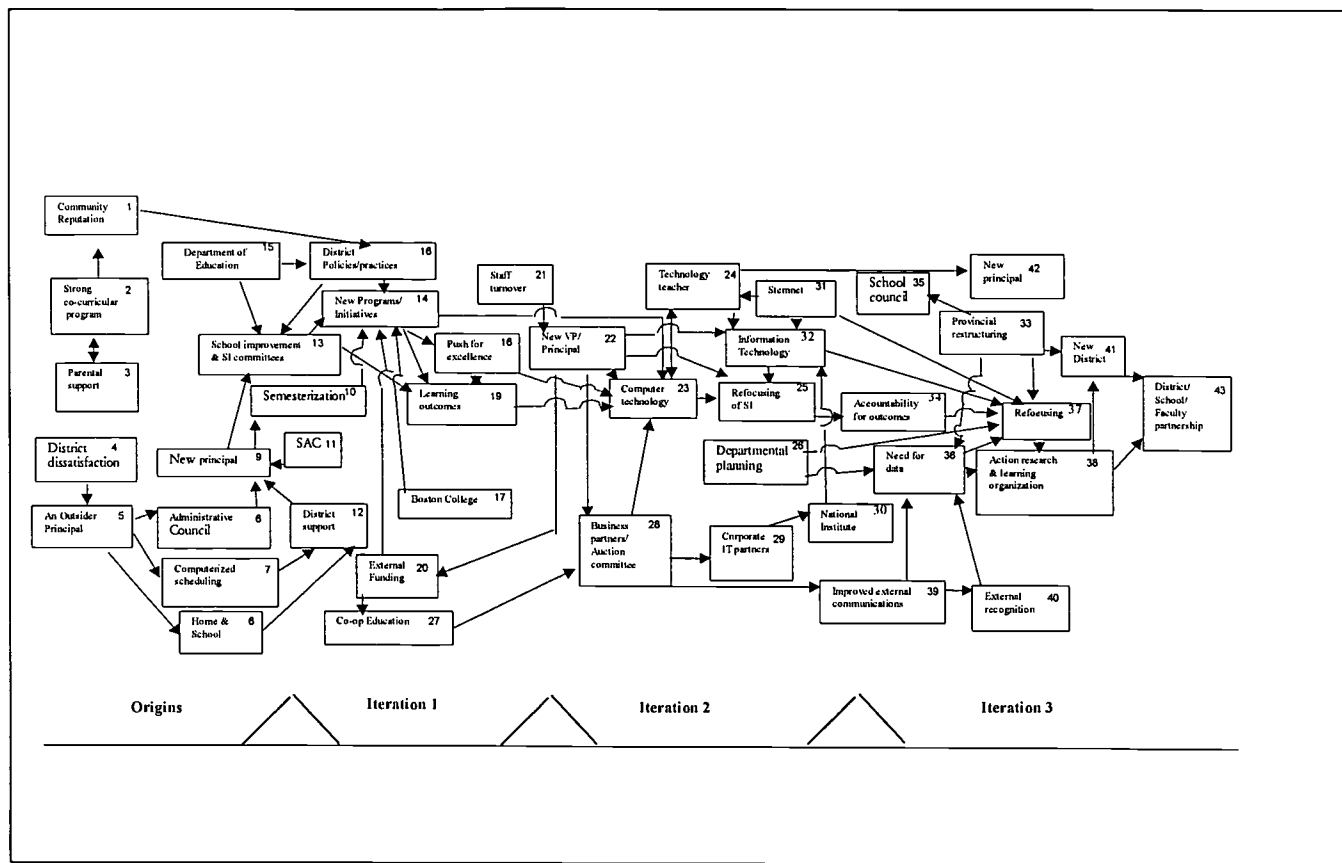 Community 1
Reputation
Strong 2
co-curricular
program
Parental 3
support
District 4
dissatisfaction
An Outsider 5
Principal
Administrative 6
Council
Computerized 7
scheduling
Home & 6
School
New principal 9
Semesterization 10
SAC 11
District 12
support
School improvement 13
& SI committees
New Programs/ 14
Initiatives
Department of 15
Education
District 16
Policies/practices
Push for 16
excellence
Boston College 17
Learning 19
outcomes
External 20
Funding
Staff 21
turnover
New VP/ 22
Principal
Computer 23
technology
Technology 24
teacher
Refocusing 25
of SI
Departmental 26
planning
Co-op Education 27
Business 28
partners/
Auction
committee
Corporate 29
IT partners
National 30
Institute
Stemnet 31
Information 32
Technology
Provincial 33
restructuring
Accountability 34
for outcomes
School 35
council
Need for 36
data
Refocusing 37
Action research 38
& learning
organization
Improved external 39
communications
External 40
recognition
New 41
District
New 42
principal
District/ 43
School/
Faculty
partnership
Origins
Iteration 1
Iteration 2
Iteration 3